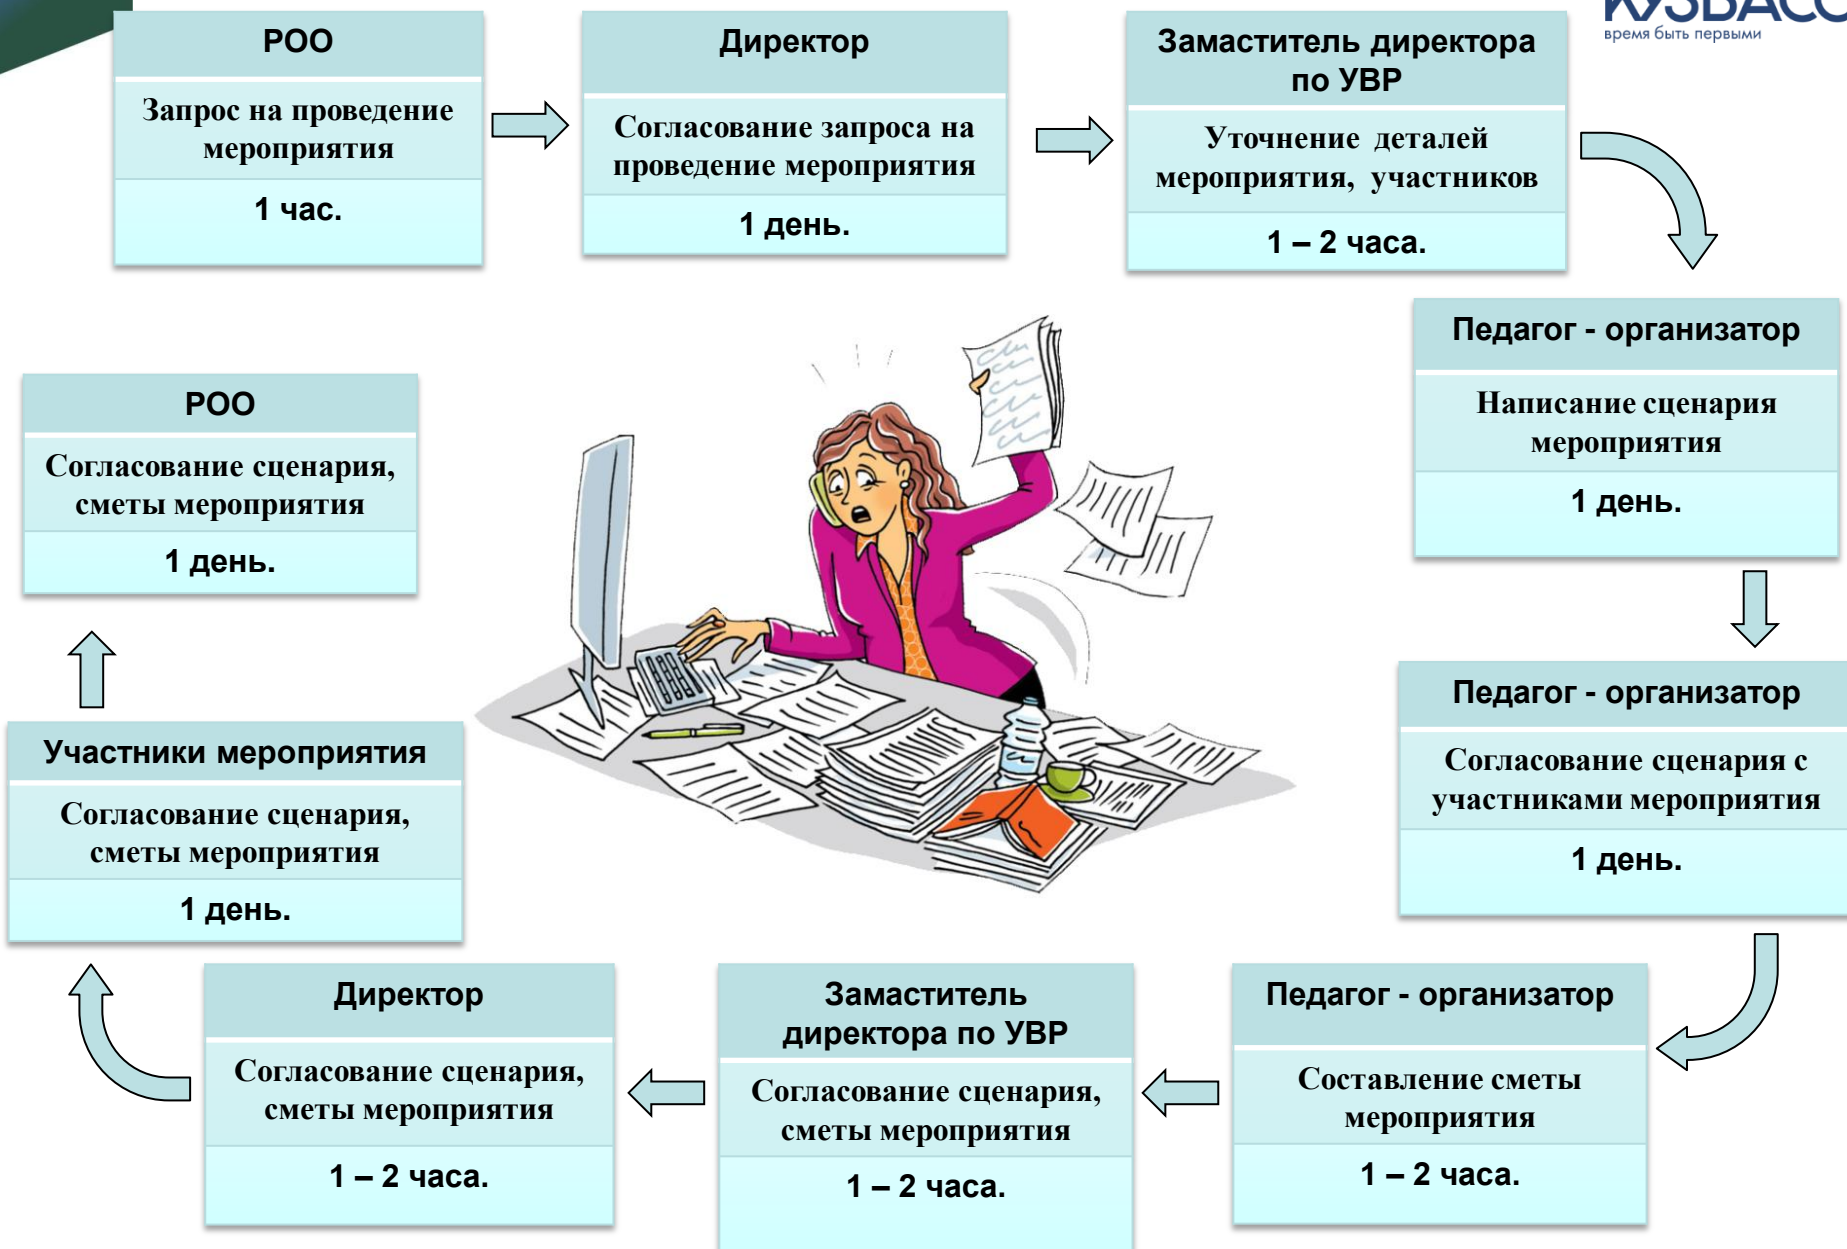 РОО
Запрос на проведение
мероприятия
1 час.
Директор
Согласование запроса на
проведение мероприятия
1 день.
Замаститель директора
по УВР
Уточнение деталей
мероприятия, участников
1 – 2 часа.
КУЗБАСС
время быть первыми
Педагог - организатор
Написание сценария
мероприятия
1 день.
Педагог - организатор
Согласование сценария с
участниками мероприятия
1 день.
Педагог - организатор
Составление сметы
мероприятия
1 – 2 часа.
Замаститель
директора по УВР
Согласование сценария,
сметы мероприятия
1 – 2 часа.
Директор
Согласование сценария,
сметы мероприятия
1 – 2 часа.
Участники мероприятия
Согласование сценария,
сметы мероприятия
1 день.
РОО
Согласование сценария,
сметы мероприятия
1 день.